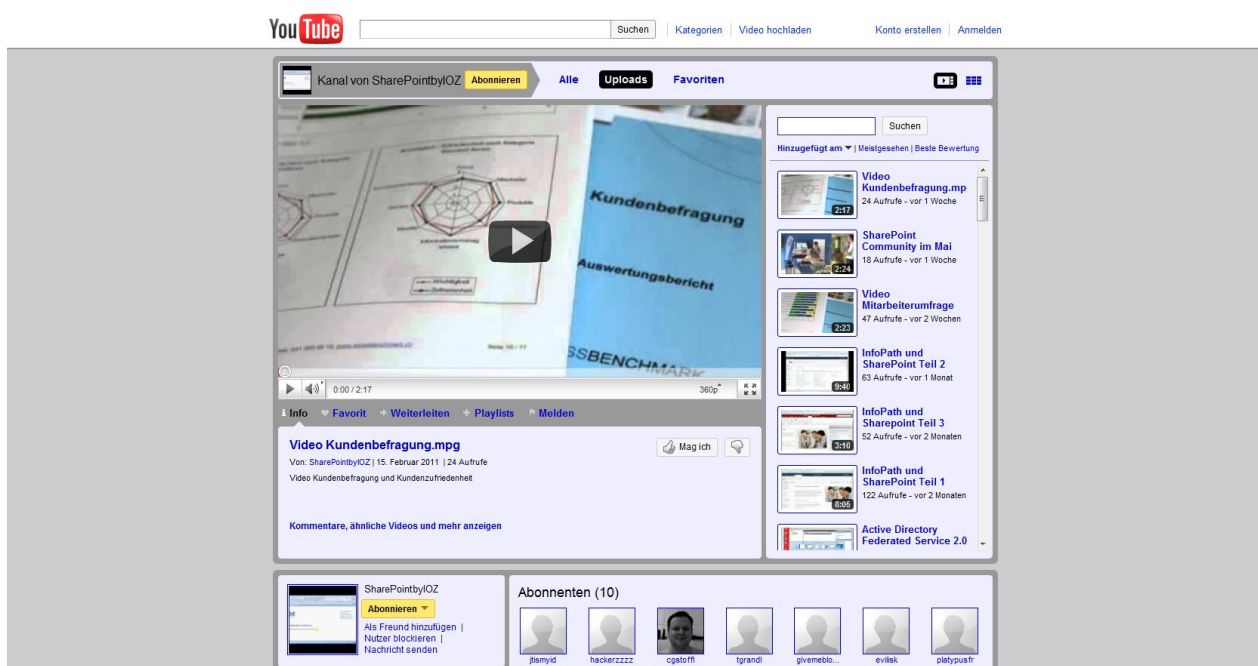 YouTube
Suchen
Kategorien
Video hochladen
Konto erstellen
Anmelden
Kanal von SharePointbyIOZ
Abonnieren
Alle
Uploads
Favoriten
Kundenbefragung
Auswertungsbericht
SSBENCHMARK
Seite 10 / 17
0:00 / 2:17
360p
Info
Favorit
Weiterleiten
Playlists
Melden
Video Kundenbefragung.mpg
Mag ich
Von: SharePointbyIOZ | 15. Februar 2011 | 24 Aufrufe
Video Kundenbefragung und Kundenzufriedenheit
Kommentare, ähnliche Videos und mehr anzeigen
Suchen
Hinzugefügt am | Meistgesehen | Beste Bewertung
Video
Kundenbefragung.mp
24 Aufrufe - vor 1 Woche
2:17
SharePoint
Community im Mai
18 Aufrufe - vor 1 Woche
2:24
Video
Mitarbeiterumfrage
47 Aufrufe - vor 2 Wochen
2:23
InfoPath und
SharePoint Teil 2
63 Aufrufe - vor 1 Monat
9:40
InfoPath und
Sharepoint Teil 3
52 Aufrufe - vor 2 Monaten
3:10
InfoPath und
SharePoint Teil 1
122 Aufrufe - vor 2 Monaten
8:05
Active Directory
Federated Service 2.0
SharePointbyIOZ
Abonnieren
Als Freund hinzufügen |
Nutzer blockieren |
Nachricht senden
Abonnenten (10)
jtismyid
hackerzzzz
cgstoffl
tgrandl
givemeblo...
evilisk
platypusfr